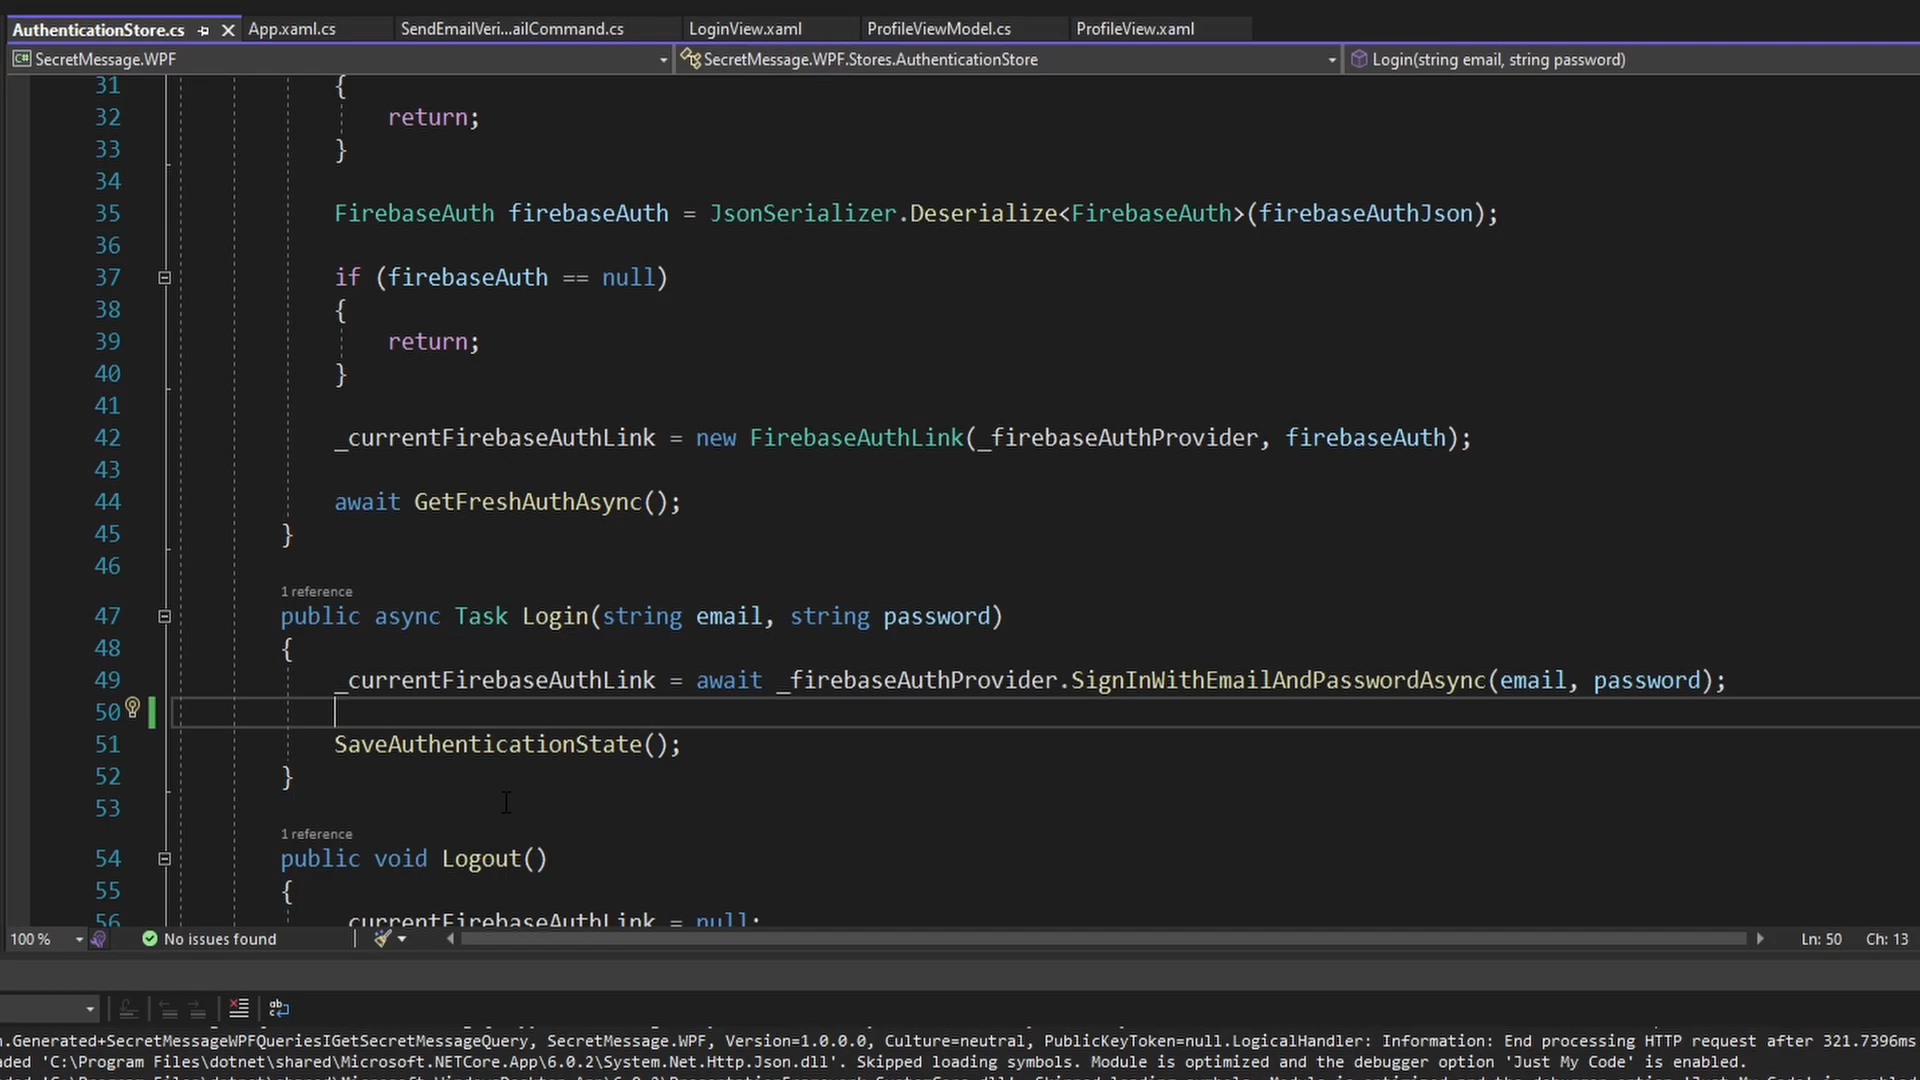 AuthenticationStore.cs App.xaml.cs SendEmailVeri...ailCommand.cs LoginView.xaml ProfileViewModel.cs ProfileView.xaml
C# SecretMessage.WPF SecretMessage.WPF.Stores.AuthenticationStore Login(string email, string password)
31 {
32 return;
33 }
34
35 FirebaseAuth firebaseAuth = JsonSerializer.Deserialize<FirebaseAuth>(firebaseAuthJson);
36
37 if (firebaseAuth == null)
38 {
39 return;
40 }
41
42 _currentFirebaseAuthLink = new FirebaseAuthLink(_firebaseAuthProvider, firebaseAuth);
43
44 await GetFreshAuthAsync();
45 }
46
1 reference
47 public async Task Login(string email, string password)
48 {
49 _currentFirebaseAuthLink = await _firebaseAuthProvider.SignInWithEmailAndPasswordAsync(email, password);
50
51 SaveAuthenticationState();
52 }
53
1 reference
54 public void Logout()
55 {
56 _currentFirebaseAuthLink = null;
100 % No issues found Ln: 50 Ch: 13
n.Generated+SecretMessageWPFQueriesIGetSecretMessageQuery, SecretMessage.WPF, Version=1.0.0.0, Culture=neutral, PublicKeyToken=null.LogicalHandler: Information: End processing HTTP request after 321.7396ms
aded 'C:\Program Files\dotnet\shared\Microsoft.NETCore.App\6.0.2\System.Net.Http.Json.dll'. Skipped loading symbols. Module is optimized and the debugger option 'Just My Code' is enabled.